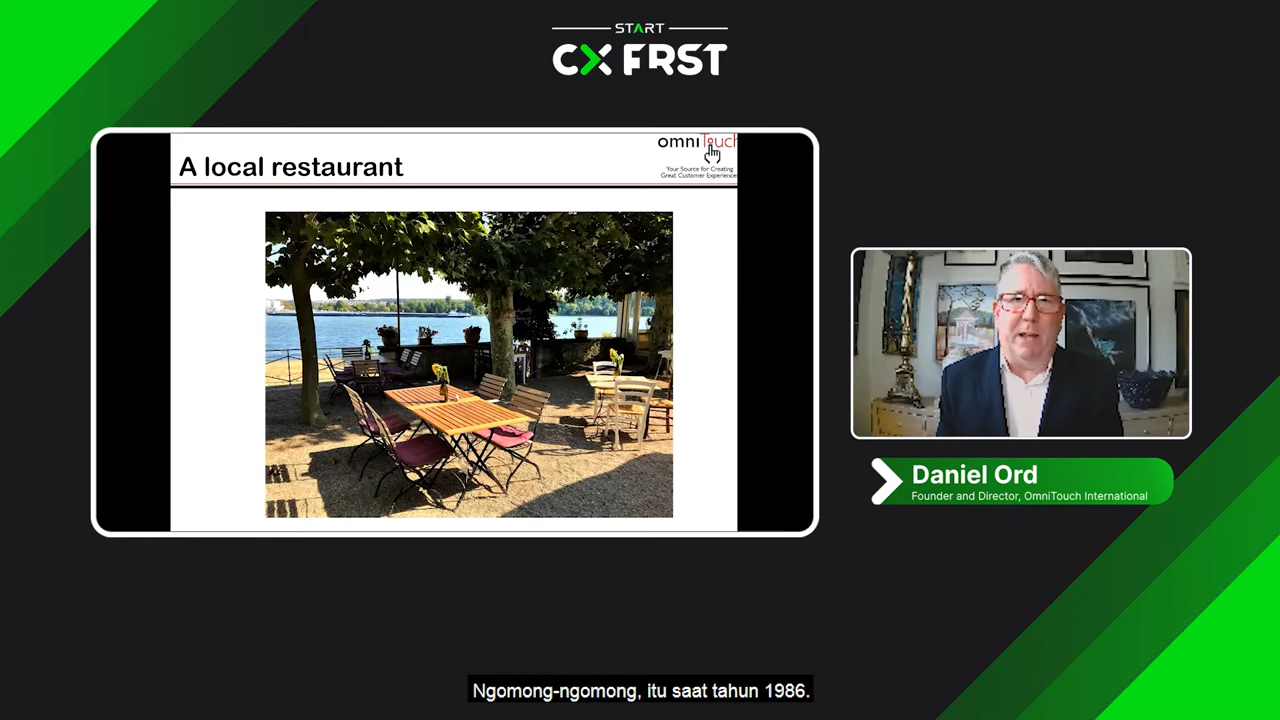 START
CX FRST
A local restaurant
omniTouch
Your Source for Creating
Great Customer Experiences
Daniel Ord
Founder and Director, OmniTouch International
Ngomong-ngomong, itu saat tahun 1986.